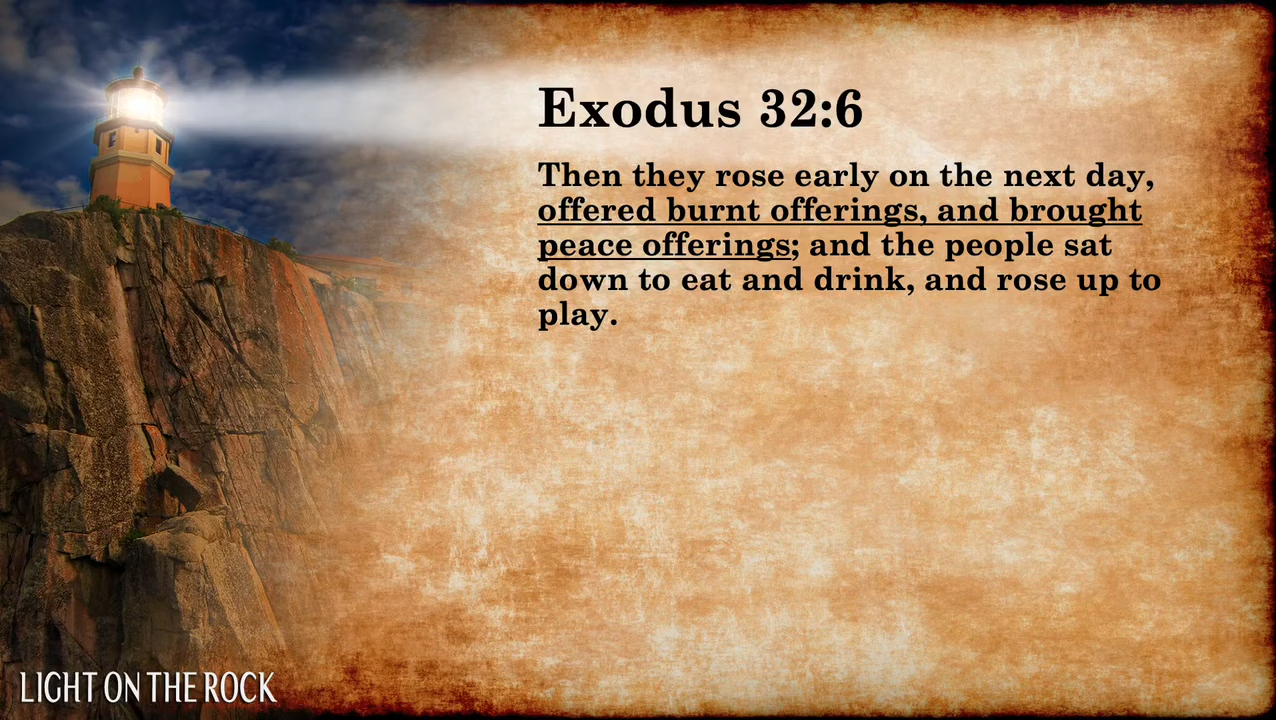 Exodus 32:6
Then they rose early on the next day,
offered burnt offerings, and brought
peace offerings; and the people sat
down to eat and drink, and rose up to
play.
LIGHT ON THE ROCK